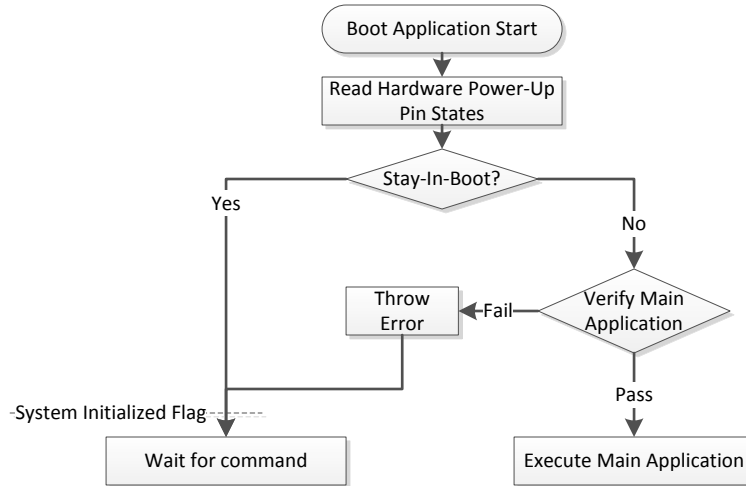 Boot Application Start
Read Hardware Power-Up
Pin States
Stay-In-Boot?
Yes
No
Throw
Error
Fail
Verify Main
Application
Pass
System Initialized Flag
Wait for command
Execute Main Application